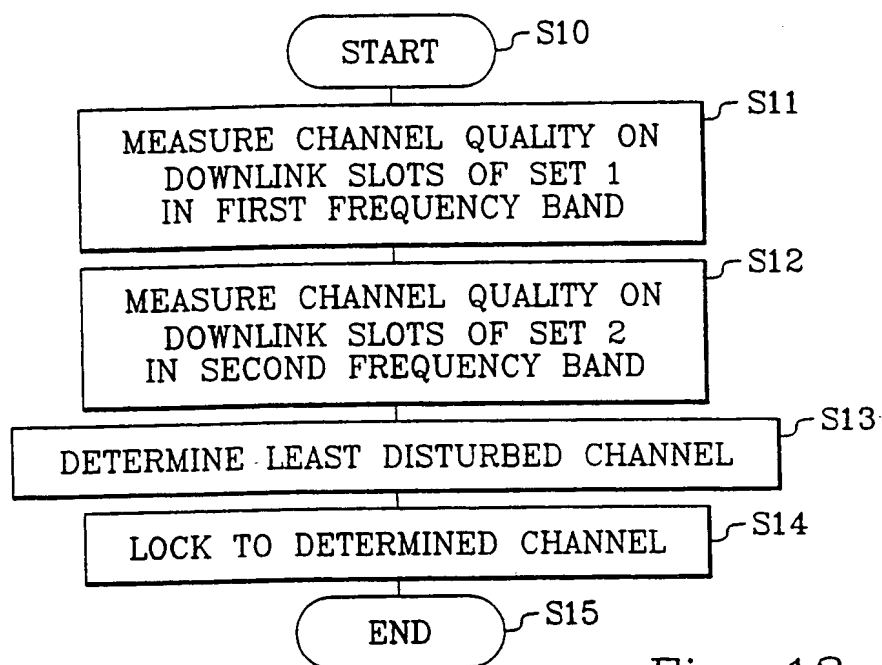 START
S10
S11
MEASURE CHANNEL QUALITY ON
DOWNLINK SLOTS OF SET 1
IN FIRST FREQUENCY BAND
S12
MEASURE CHANNEL QUALITY ON
DOWNLINK SLOTS OF SET 2
IN SECOND FREQUENCY BAND
S13
DETERMINE LEAST DISTURBED CHANNEL
S14
LOCK TO DETERMINED CHANNEL
S15
END